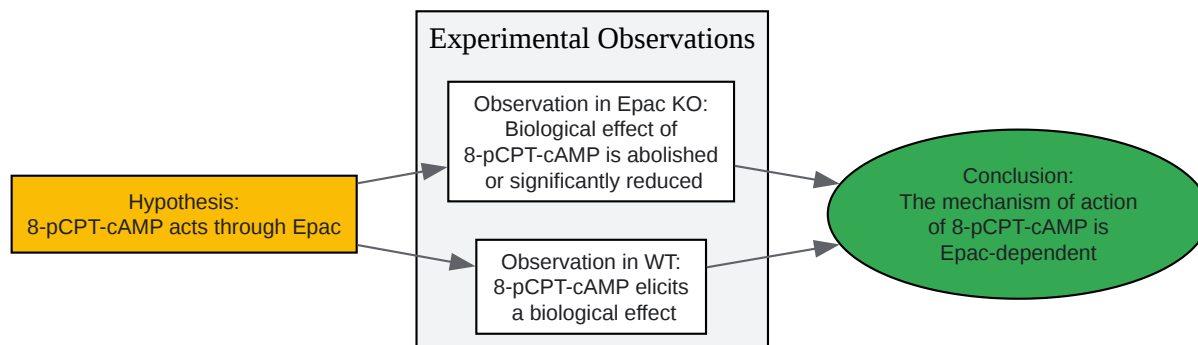 Experimental Observations
Hypothesis:
8-pCPT-cAMP acts through Epac
Observation in Epac KO:
Biological effect of
8-pCPT-cAMP is abolished
or significantly reduced
Observation in WT:
8-pCPT-cAMP elicits
a biological effect
Conclusion:
The mechanism of action
of 8-pCPT-cAMP is
Epac-dependent